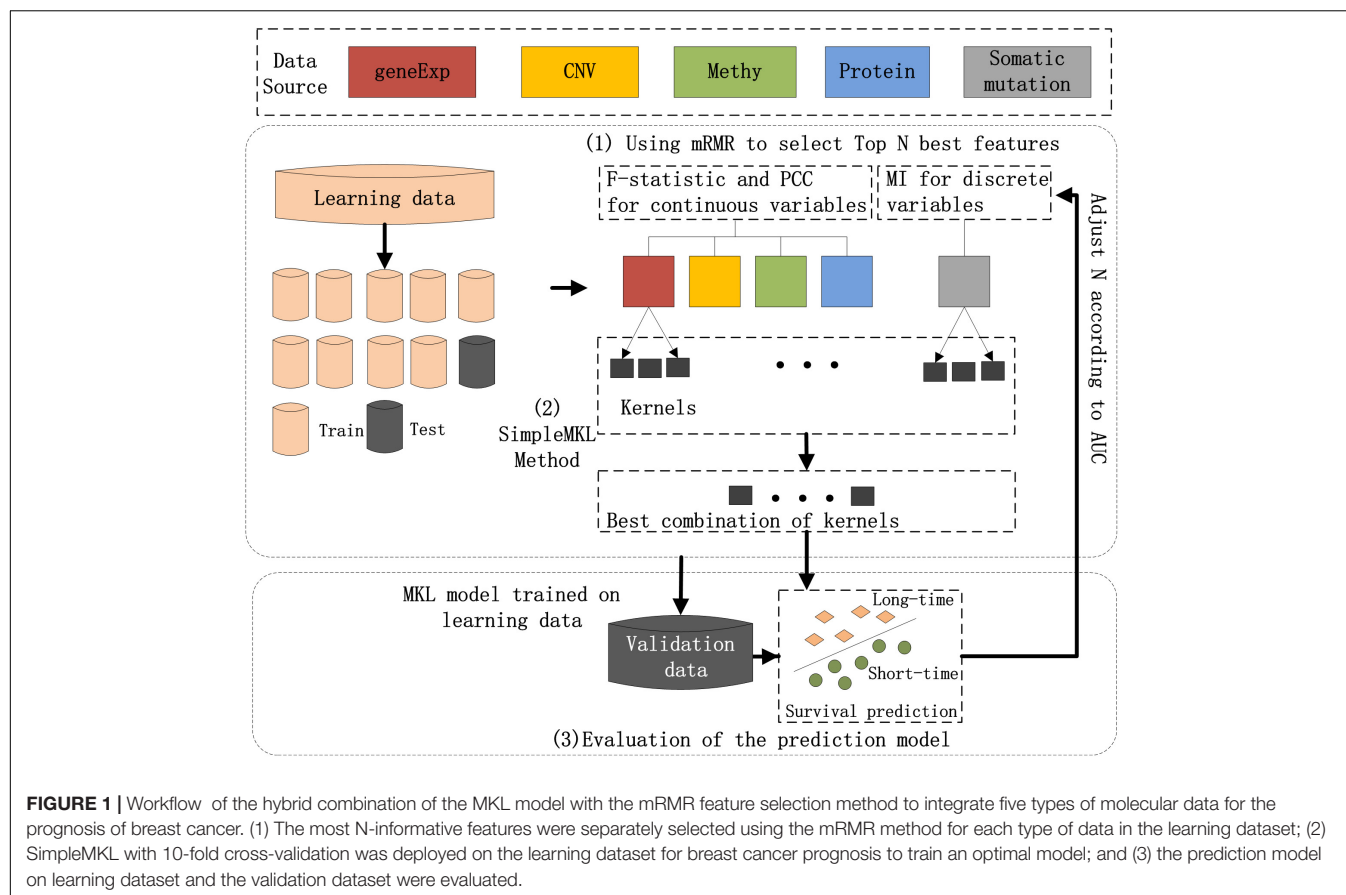 Data
Source
geneExp
CNV
Methy
Protein
Somatic
mutation
(1) Using mRMR to select Top N best features
F-statistic and PCC
for continuous variables
MI for discrete
variables
Learning data
Adjust N according to AUC
Train
Test
(2)
SimpleMKL
Method
Kernels
Best combination of kernels
MKL model trained on
learning data
Validation
data
Long-time
Short-time
Survival prediction
(3)Evaluation of the prediction model
FIGURE 1 | Workflow of the hybrid combination of the MKL model with the mRMR feature selection method to integrate five types of molecular data for the
prognosis of breast cancer. (1) The most N-informative features were separately selected using the mRMR method for each type of data in the learning dataset; (2)
SimpleMKL with 10-fold cross-validation was deployed on the learning dataset for breast cancer prognosis to train an optimal model; and (3) the prediction model
on learning dataset and the validation dataset were evaluated.